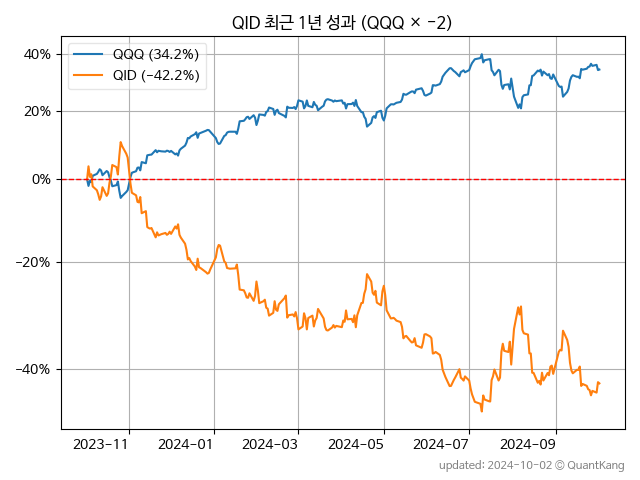 QID 최근 1년 성과 (QQQ × −2)
QQQ (34.2%)
QID (−42.2%)
40%
20%
0%
−20%
−40%
2023-11
2024-01
2024-03
2024-05
2024-07
2024-09
updated: 2024-10-02 © QuantKang